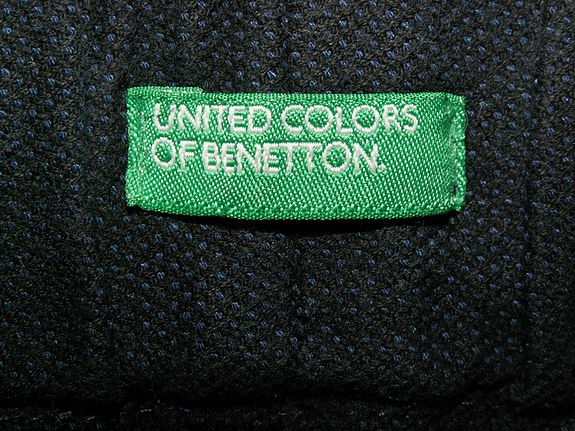 UNITED COLORS
OF BENETTON.